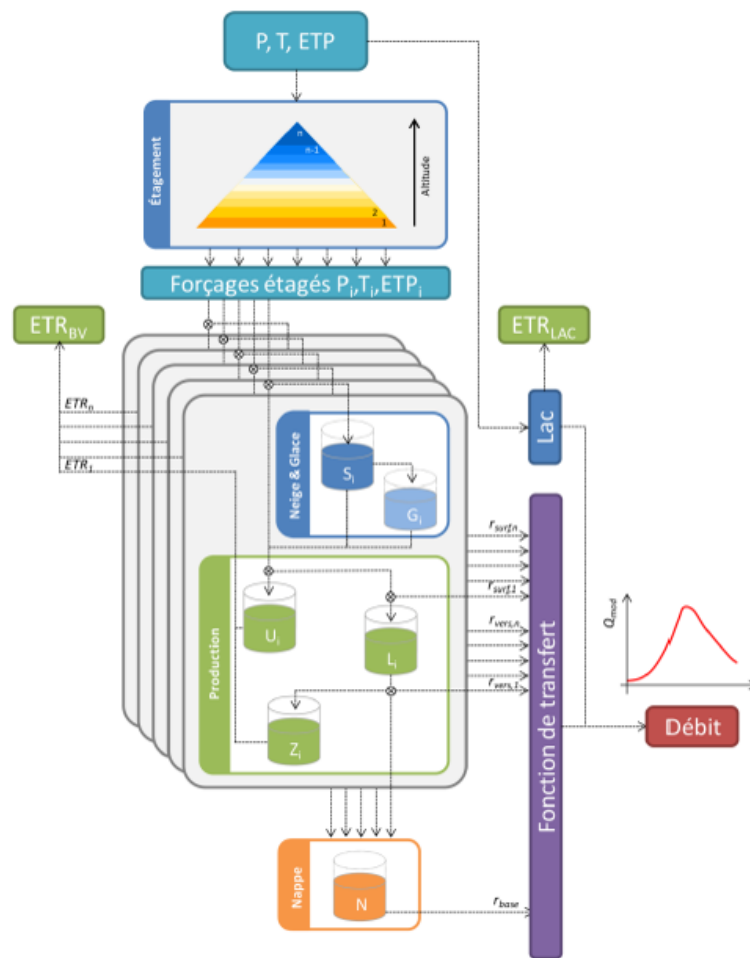 P, T, ETP
Étagement
n
n-1
2
1
Altitude
Forçages étagés Pi,Ti,ETPi
ETRBV
ETRLAC
ETRn
ETR1
Lac
Neige & Glace
Si
Gi
rsurf,n
rsurf,1
Production
Ui
Li
Zi
rvers,n
rvers,1
Fonction de transfert
Qmod
Débit
Nappe
N
rbase